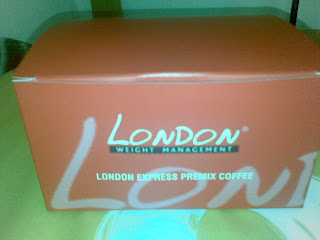 LONDON®
WEIGHT MANAGEMENT
LONDON EXPRESS PREMIX COFFEE
LONI